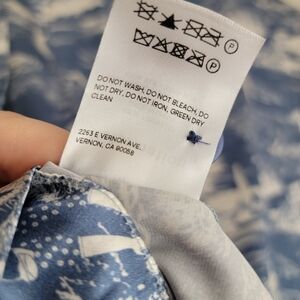 P
P
DO NOT WASH, DO NOT BLEACH, DO
NOT DRY, DO NOT IRON, GREEN DRY
CLEAN
2263 E VERNON AVE,
VERNON, CA 90058